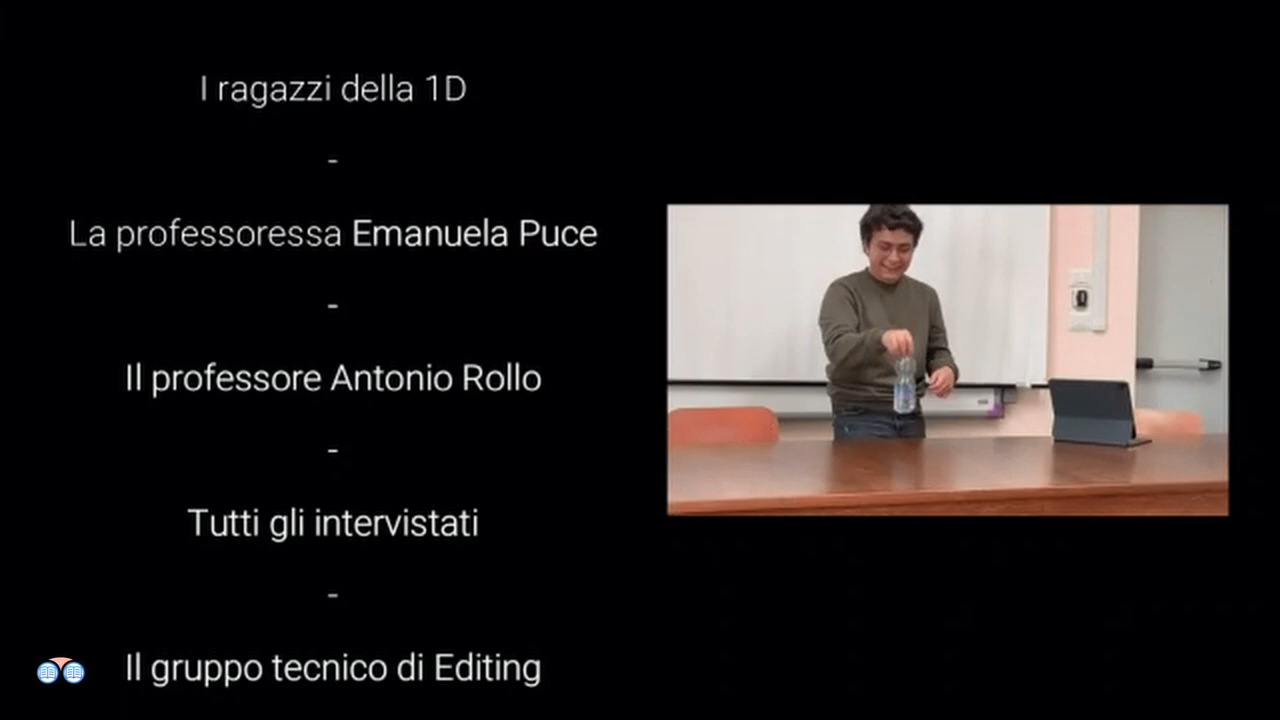 I ragazzi della 1D
-
La professoressa Emanuela Puce
-
Il professore Antonio Rollo
-
Tutti gli intervistati
-
Il gruppo tecnico di Editing